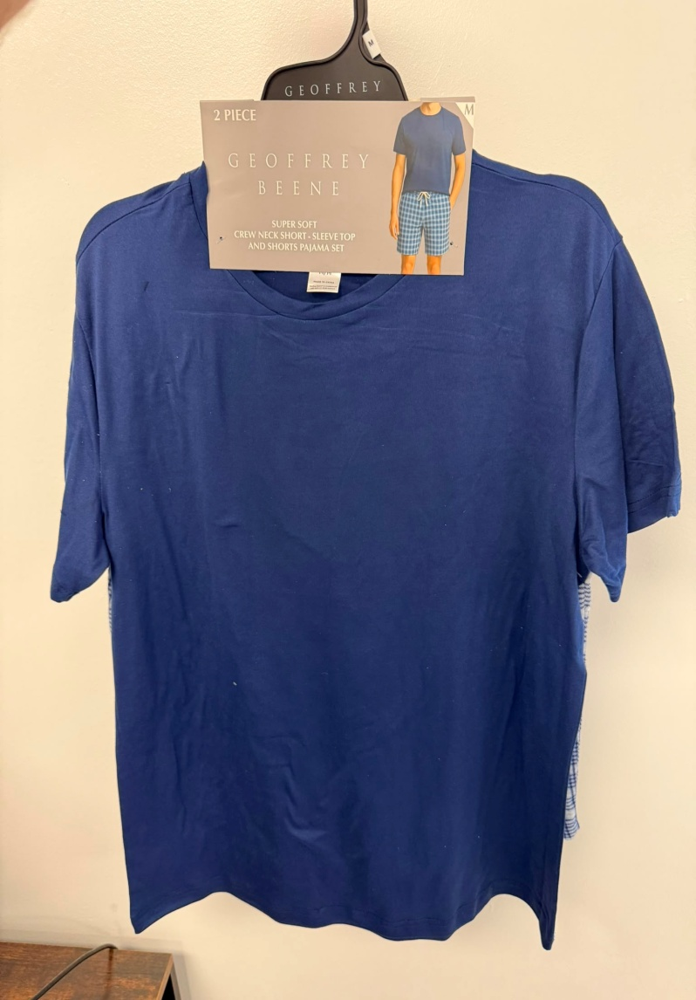 M
GEOFFREY
2 PIECE
M
GEOFFREY
BEENE
SUPER SOFT
CREW NECK SHORT - SLEEVE TOP
AND SHORTS PAJAMA SET